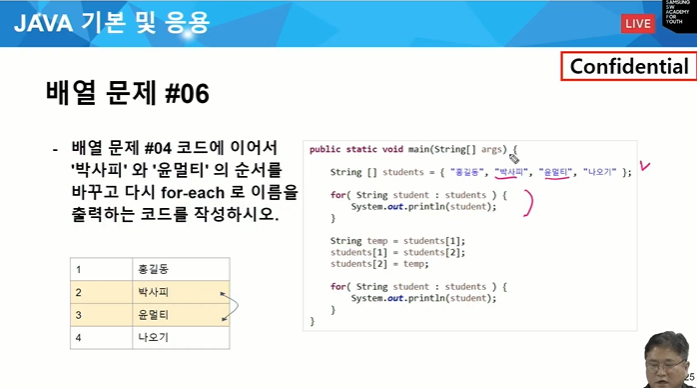 JAVA 기본 및 응용
LIVE
SAMSUNG
SW
ACADEMY
FOR
YOUTH
Confidential
배열 문제 #06
- 배열 문제 #04 코드에 이어서
'박사피' 와 '윤멀티' 의 순서를
바꾸고 다시 for-each 로 이름을
출력하는 코드를 작성하시오.
1 홍길동
2 박사피
3 윤멀티
4 나오기
public static void main(String[] args) {
String [] students = { "홍길동", "박사피", "윤멀티", "나오기" };
for( String student : students ) {
System.out.println(student);
}
String temp = students[1];
students[1] = students[2];
students[2] = temp;
for( String student : students ) {
System.out.println(student);
}
}
25